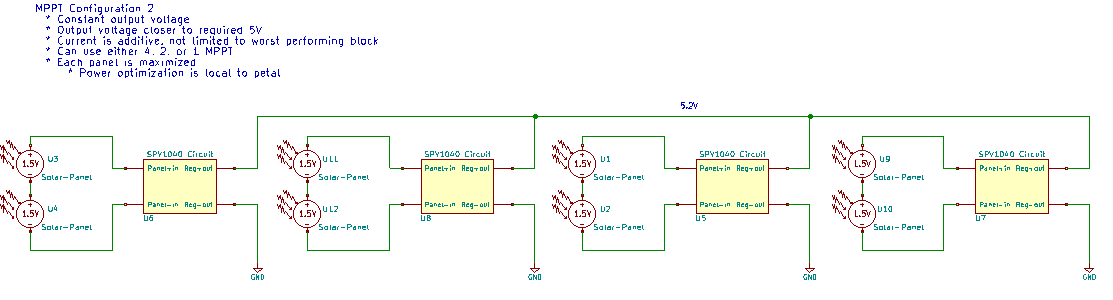 MPPT Configuration 2
* Constant output voltage
* Output voltage closer to required 5V
* Current is additive, not limited to worst performing block
* Can use either 4, 2, or 1 MPPT
* Each panel is maximized
* Power optimization is local to petal
5.2V
SPV1040 Circuit
SPV1040 Circuit
SPV1040 Circuit
SPV1040 Circuit
1.5V
U3
Panel+in Reg+out
1.5V
U11
Panel+in Reg+out
1.5V
U1
Panel+in Reg+out
1.5V
U9
Panel+in Reg+out
Solar-Panel
Solar-Panel
Solar-Panel
Solar-Panel
1.5V
U4
Panel-in Reg-out
1.5V
U12
Panel-in Reg-out
1.5V
U2
Panel-in Reg-out
1.5V
U10
Panel-in Reg-out
U6
U8
U5
U7
Solar-Panel
Solar-Panel
Solar-Panel
Solar-Panel
GND
GND
GND
GND